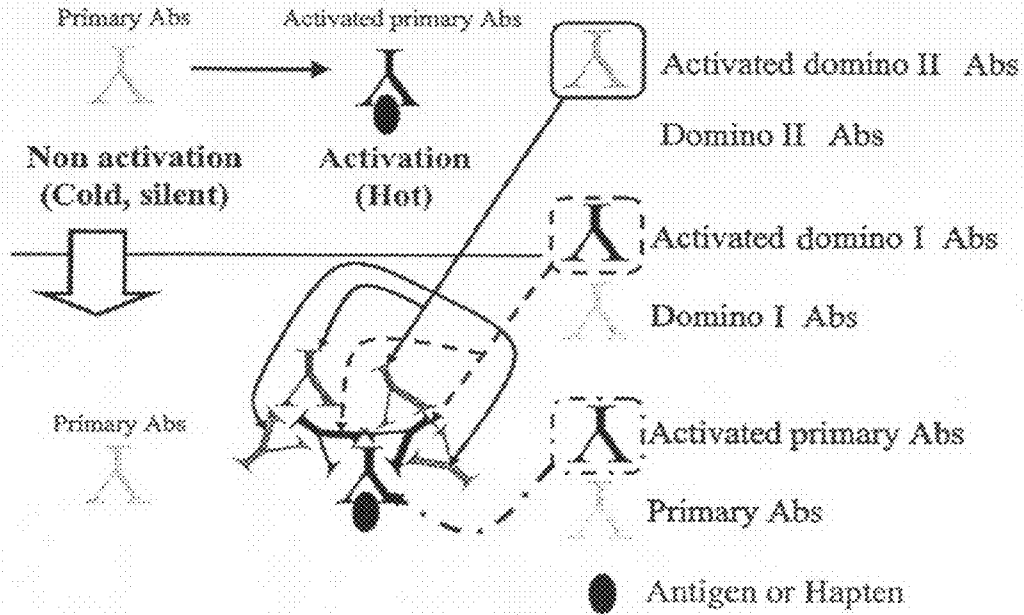 Primary Abs
Activated primary Abs
Non activation
(Cold, silent)
Activation
(Hot)
Activated domino II Abs
Domino II Abs
Activated domino I Abs
Domino I Abs
Primary Abs
Activated primary Abs
Primary Abs
Antigen or Hapten